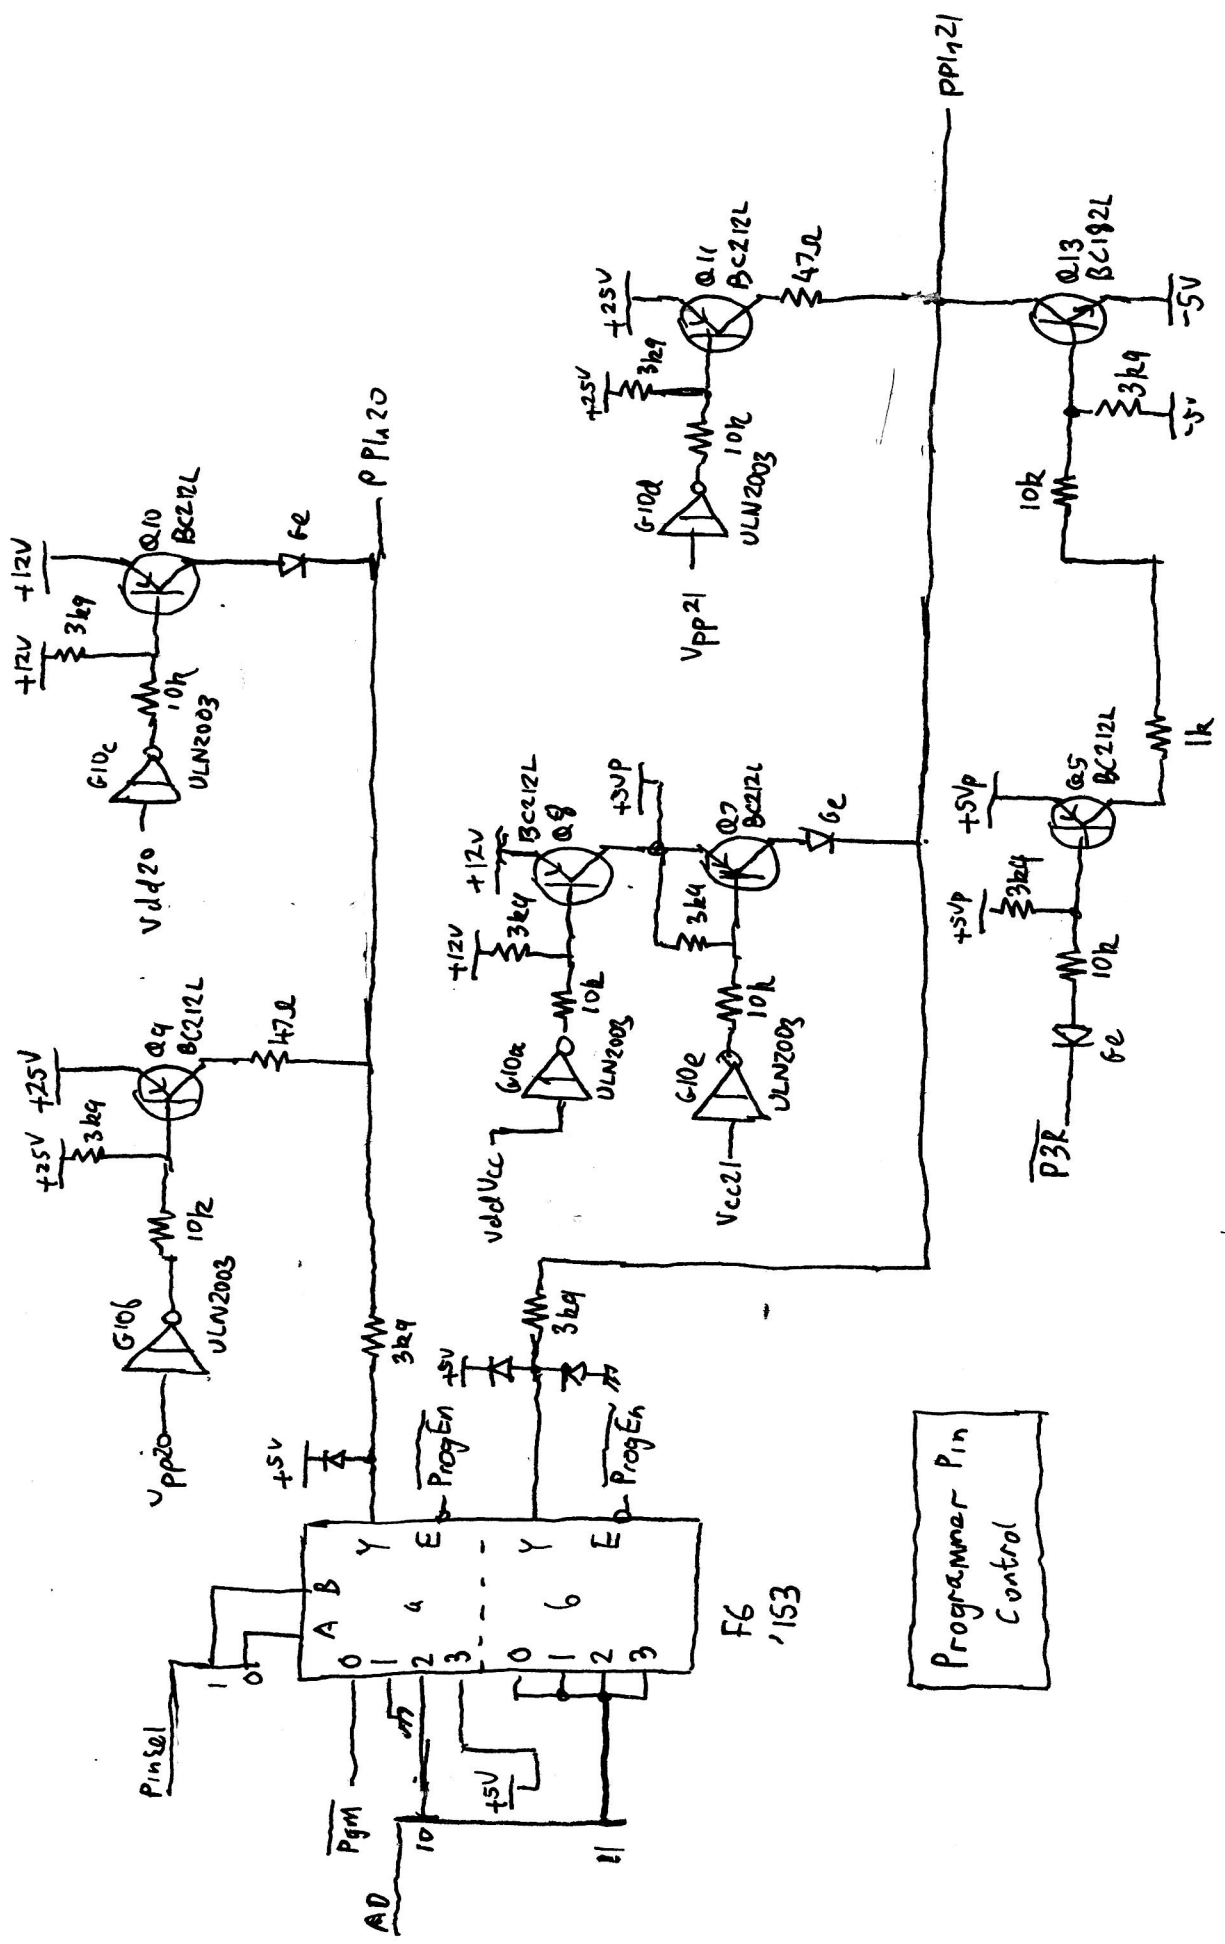 PinSel
1
0
A
B
Pgm
AD
10
11
+5V
0
1
2
3
a
Y
E
0
1
2
3
b
Y
E
F6
'153
+5V
ProgEn
+5V
ProgEn
3k9
3k9
Vpp20
G10b
ULN2003
10k
+25V
3k9
+25V
Q9
BC212L
47Ω
Vdd20
G10c
ULN2003
10k
+12V
3k9
+12V
Q10
BC212L
Ge
PPin20
VddVcc
G10a
ULN2003
10k
+12V
3k9
+12V
BC212L
Q8
Vcc21
G10e
ULN2003
10k
3k9
+5Vp
Q7
BC212L
Ge
Vpp21
G10d
ULN2003
10k
+25V
3k9
+25V
Q11
BC212L
47Ω
PPin21
P3R
Ge
10k
+5Vp
3k9
+5Vp
Q5
BC212L
1k
10k
3k9
-5V
Q13
BC182L
-5V
Programmer Pin
Control